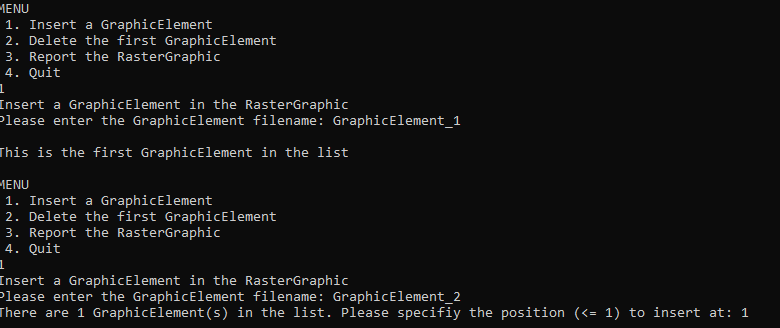 MENU
1. Insert a GraphicElement
2. Delete the first GraphicElement
3. Report the RasterGraphic
4. Quit
1
Insert a GraphicElement in the RasterGraphic
Please enter the GraphicElement filename: GraphicElement_1
This is the first GraphicElement in the list
MENU
1. Insert a GraphicElement
2. Delete the first GraphicElement
3. Report the RasterGraphic
4. Quit
1
Insert a GraphicElement in the RasterGraphic
Please enter the GraphicElement filename: GraphicElement_2
There are 1 GraphicElement(s) in the list. Please specifiy the position (<= 1) to insert at: 1